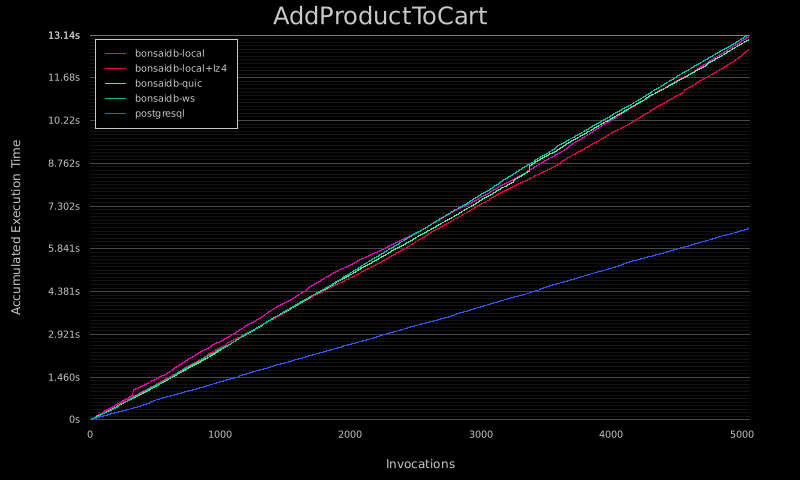 AddProductToCart
13.14s
11.68s
10.22s
8.762s
7.302s
5.841s
4.381s
2.921s
1.460s
0s
Accumulated Execution Time
bonsaidb-local
bonsaidb-local+lz4
bonsaidb-quic
bonsaidb-ws
postgresql
0 1000 2000 3000 4000 5000
Invocations